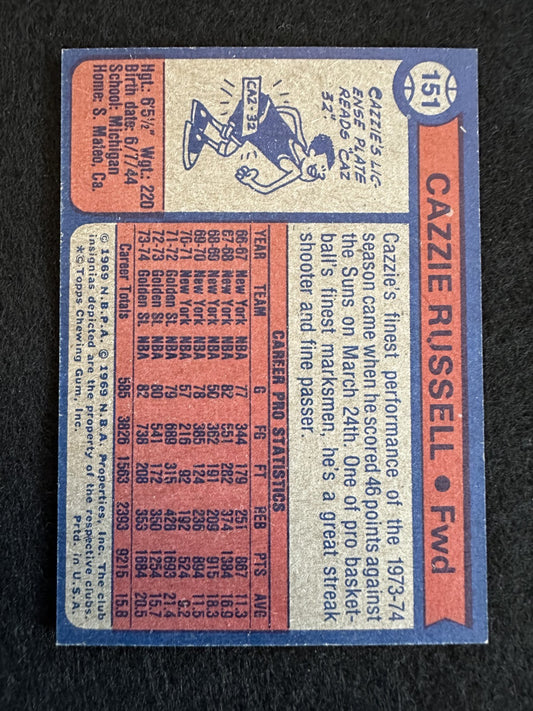 151
CAZZIE RUSSELL • Fwd
CAZZIE'S LIC-
ENSE PLATE
READS "CAZ
32"
CAZ·32
Hgt: 6'5½" Wgt: 220
Birth date: 6/7/44
School: Michigan
Home: S. Mateo, Ca.
Cazzie's finest performance of the 1973-74
season came when he scored 46 points against
the Suns on March 24th. One of pro basket-
ball's finest marksmen, he's a great streak
shooter and fine passer.
CAREER PRO STATISTICS
YEAR TEAM G FG FT REB PTS AVG
66-67 New York NBA 77 344 179 251 867 11.3
67-68 New York NBA 82 551 282 374 1384 16.9
68-69 New York NBA 50 362 191 209 915 18.3
69-70 New York NBA 78 385 124 236 894 11.5
70-71 New York NBA 57 216 92 192 524 9.2
71-72 Golden St. NBA 79 689 315 428 1693 21.4
72-73 Golden St. NBA 80 541 172 350 1254 15.7
73-74 Golden St. NBA 82 738 208 353 1684 20.5
Career Totals 585 3826 1563 2393 9215 15.8
© 1969 N.B.P.A. © 1969 N.B.A. Properties, Inc. The club
insignias depicted are the property of the respective clubs.
*© Topps Chewing Gum, Inc. Prtd. in U.S.A.